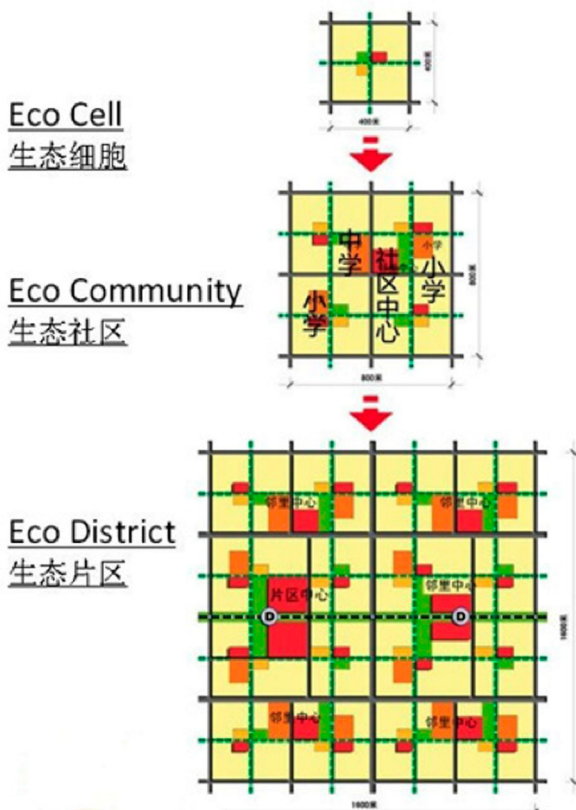 400米
400米
Eco Cell
生态细胞
中学
小学
社区中心
小学
小学
800米
800米
Eco Community
生态社区
邻里中心
邻里中心
Eco District
生态片区
片区中心
邻里中心
D
D
1600米
邻里中心
邻里中心
1600米